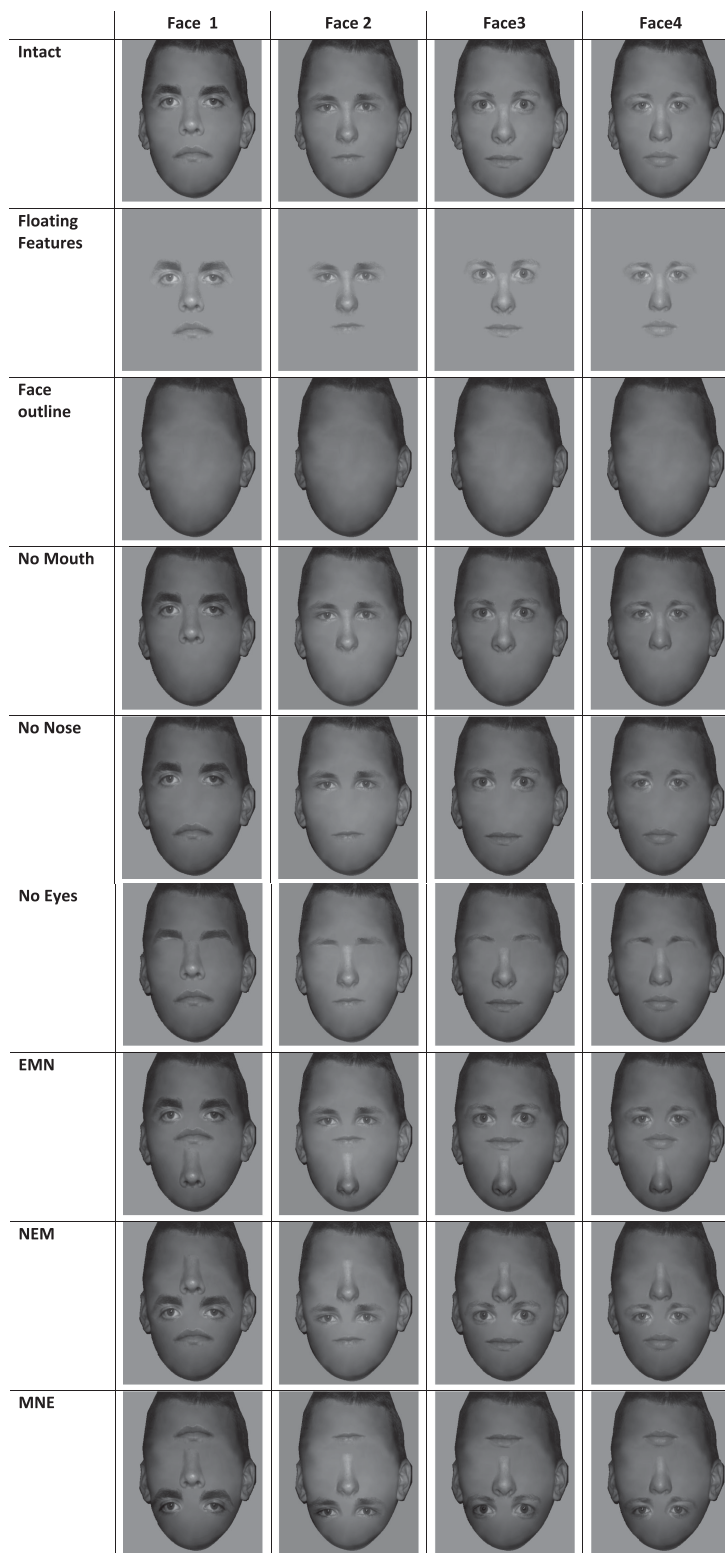 Face 1 Face 2 Face3 Face4
Intact
Floating
Features
Face
outline
No Mouth
No Nose
No Eyes
EMN
NEM
MNE